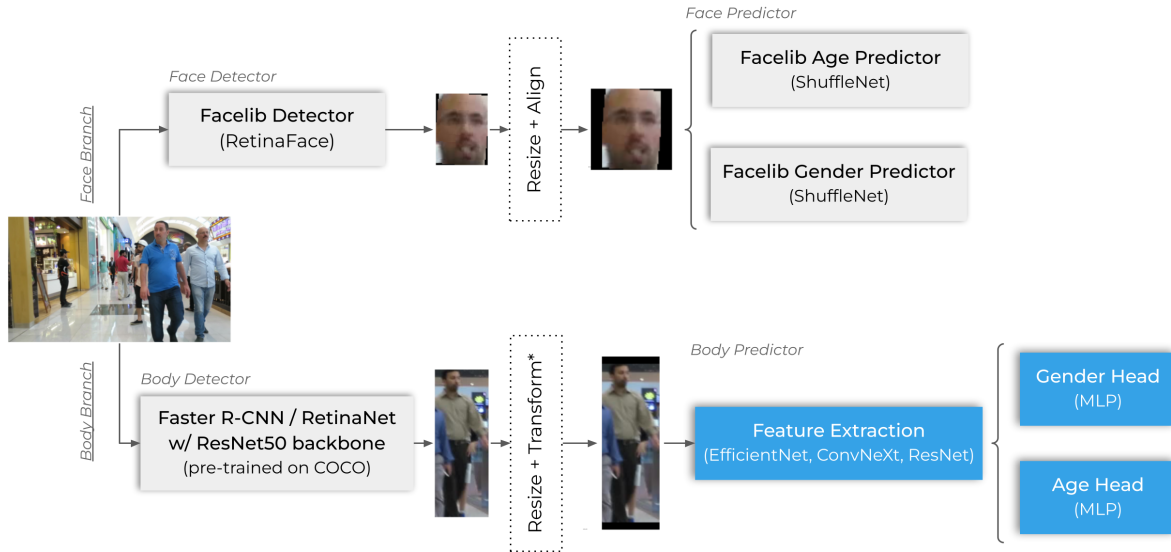 Face Predictor
Face Detector
Facelib Age Predictor
(ShuffleNet)
Facelib Detector
(RetinaFace)
Resize + Align
Face Branch
Facelib Gender Predictor
(ShuffleNet)
Body Branch
Body Detector
Faster R-CNN / RetinaNet
w/ ResNet50 backbone
(pre-trained on COCO)
Resize + Transform*
Body Predictor
Feature Extraction
(EfficientNet, ConvNeXt, ResNet)
Gender Head
(MLP)
Age Head
(MLP)